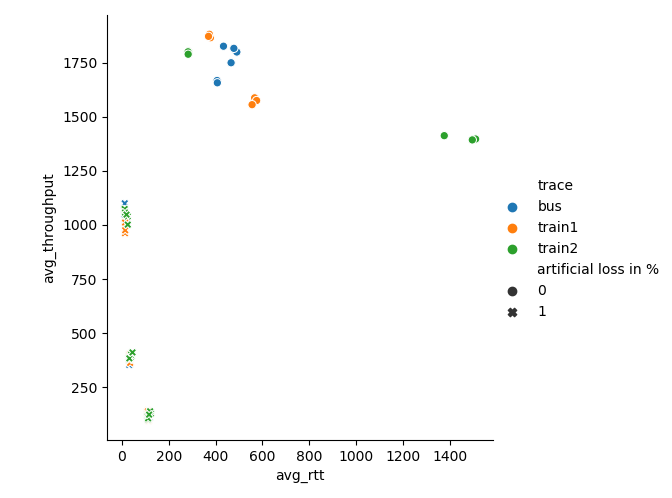 1750
1500
1250
1000
750
500
250
avg_throughput
0 200 400 600 800 1000 1200 1400
avg_rtt
trace
bus
train1
train2
artificial loss in %
0
1